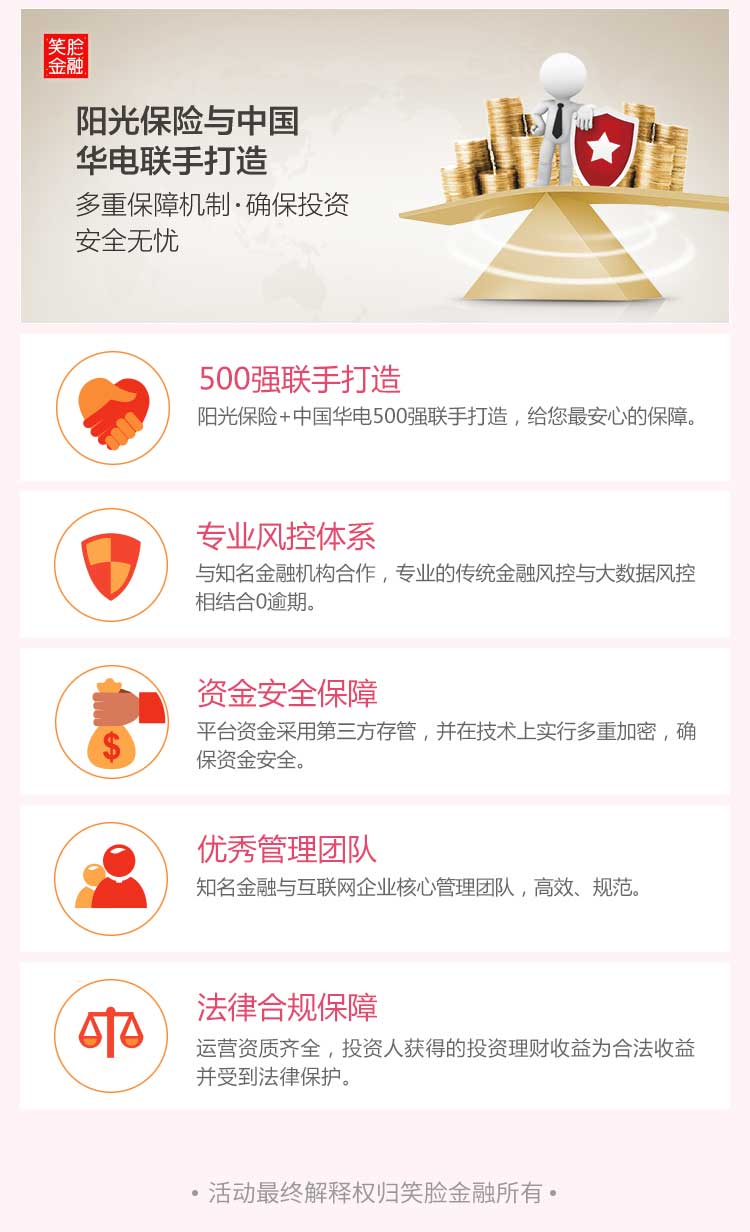 笑脸
金融
阳光保险与中国
华电联手打造
多重保障机制·确保投资
安全无忧
500强联手打造
阳光保险+中国华电500强联手打造，给您最安心的保障。
专业风控体系
与知名金融机构合作，专业的传统金融风控与大数据风控
相结合0逾期。
$
资金安全保障
平台资金采用第三方存管，并在技术上实行多重加密，确
保资金安全。
优秀管理团队
知名金融与互联网企业核心管理团队，高效、规范。
法律合规保障
运营资质齐全，投资人获得的投资理财收益为合法收益
并受到法律保护。
• 活动最终解释权归笑脸金融所有 •